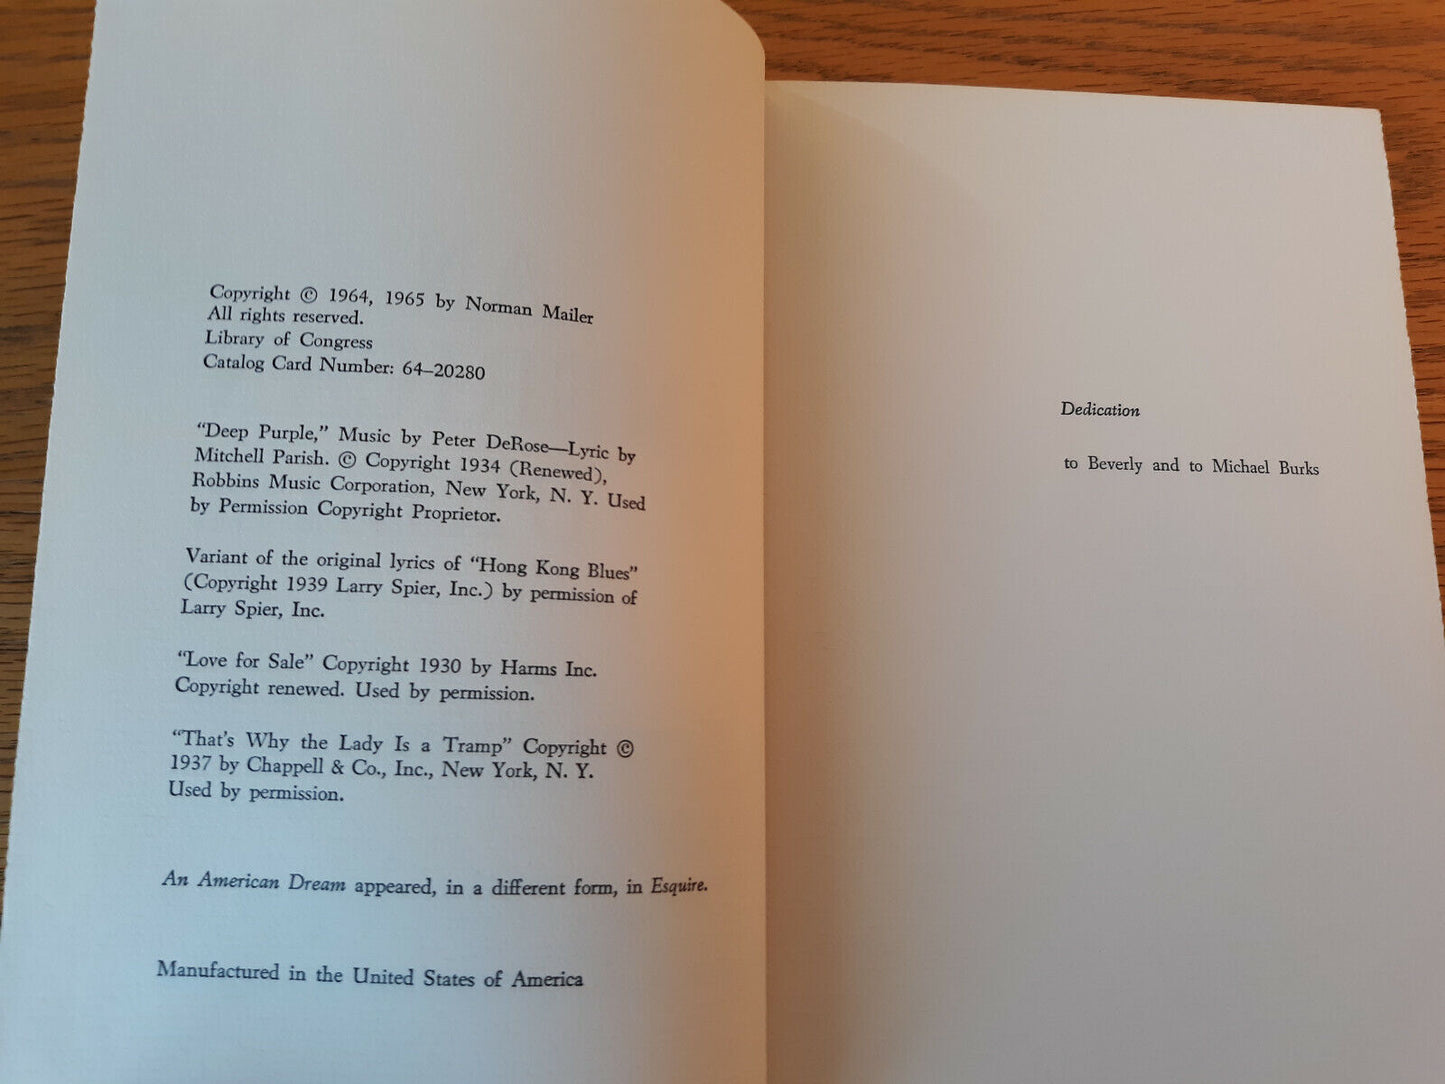 Copyright © 1964, 1965 by Norman Mailer
All rights reserved.
Library of Congress
Catalog Card Number: 64–20280
“Deep Purple,” Music by Peter DeRose—Lyric by
Mitchell Parish. © Copyright 1934 (Renewed),
Robbins Music Corporation, New York, N. Y. Used
by Permission Copyright Proprietor.
Variant of the original lyrics of “Hong Kong Blues”
(Copyright 1939 Larry Spier, Inc.) by permission of
Larry Spier, Inc.
“Love for Sale” Copyright 1930 by Harms Inc.
Copyright renewed. Used by permission.
“That’s Why the Lady Is a Tramp” Copyright ©
1937 by Chappell & Co., Inc., New York, N. Y.
Used by permission.
An American Dream appeared, in a different form, in Esquire.
Manufactured in the United States of America
Dedication
to Beverly and to Michael Burks